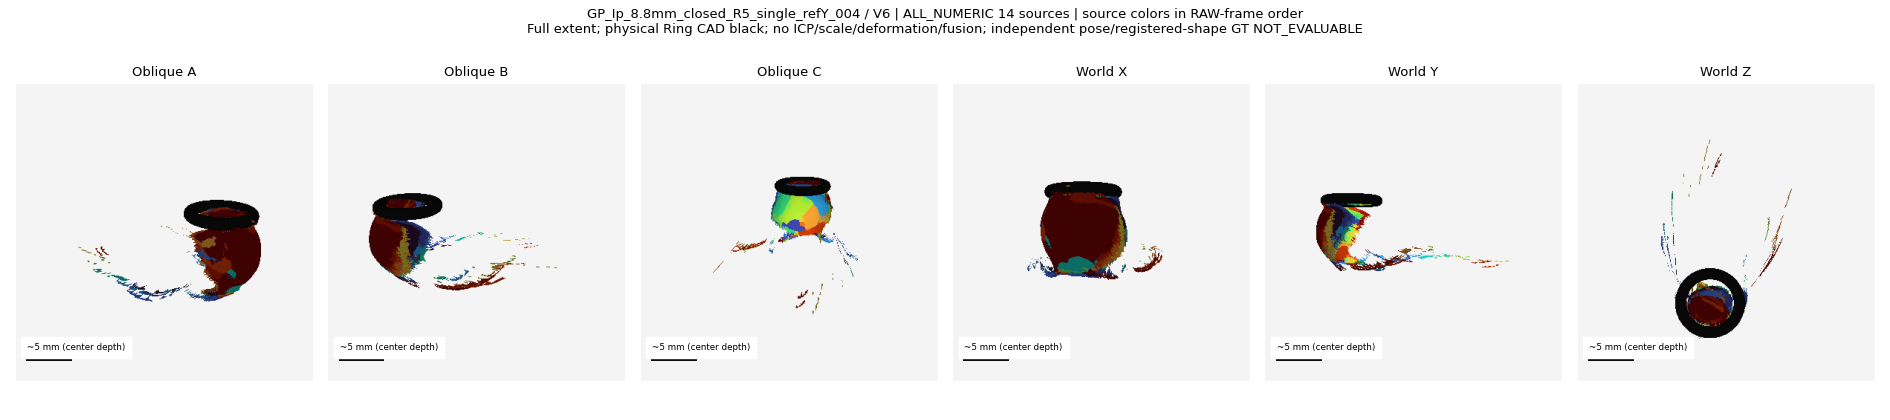 GP_Ip_8.8mm_closed_R5_single_refY_004 / V6 | ALL_NUMERIC 14 sources | source colors in RAW-frame order
Full extent; physical Ring CAD black; no ICP/scale/deformation/fusion; independent pose/registered-shape GT NOT_EVALUABLE
Oblique A
Oblique B
Oblique C
World X
World Y
World Z
~5 mm (center depth)
~5 mm (center depth)
~5 mm (center depth)
~5 mm (center depth)
~5 mm (center depth)
~5 mm (center depth)